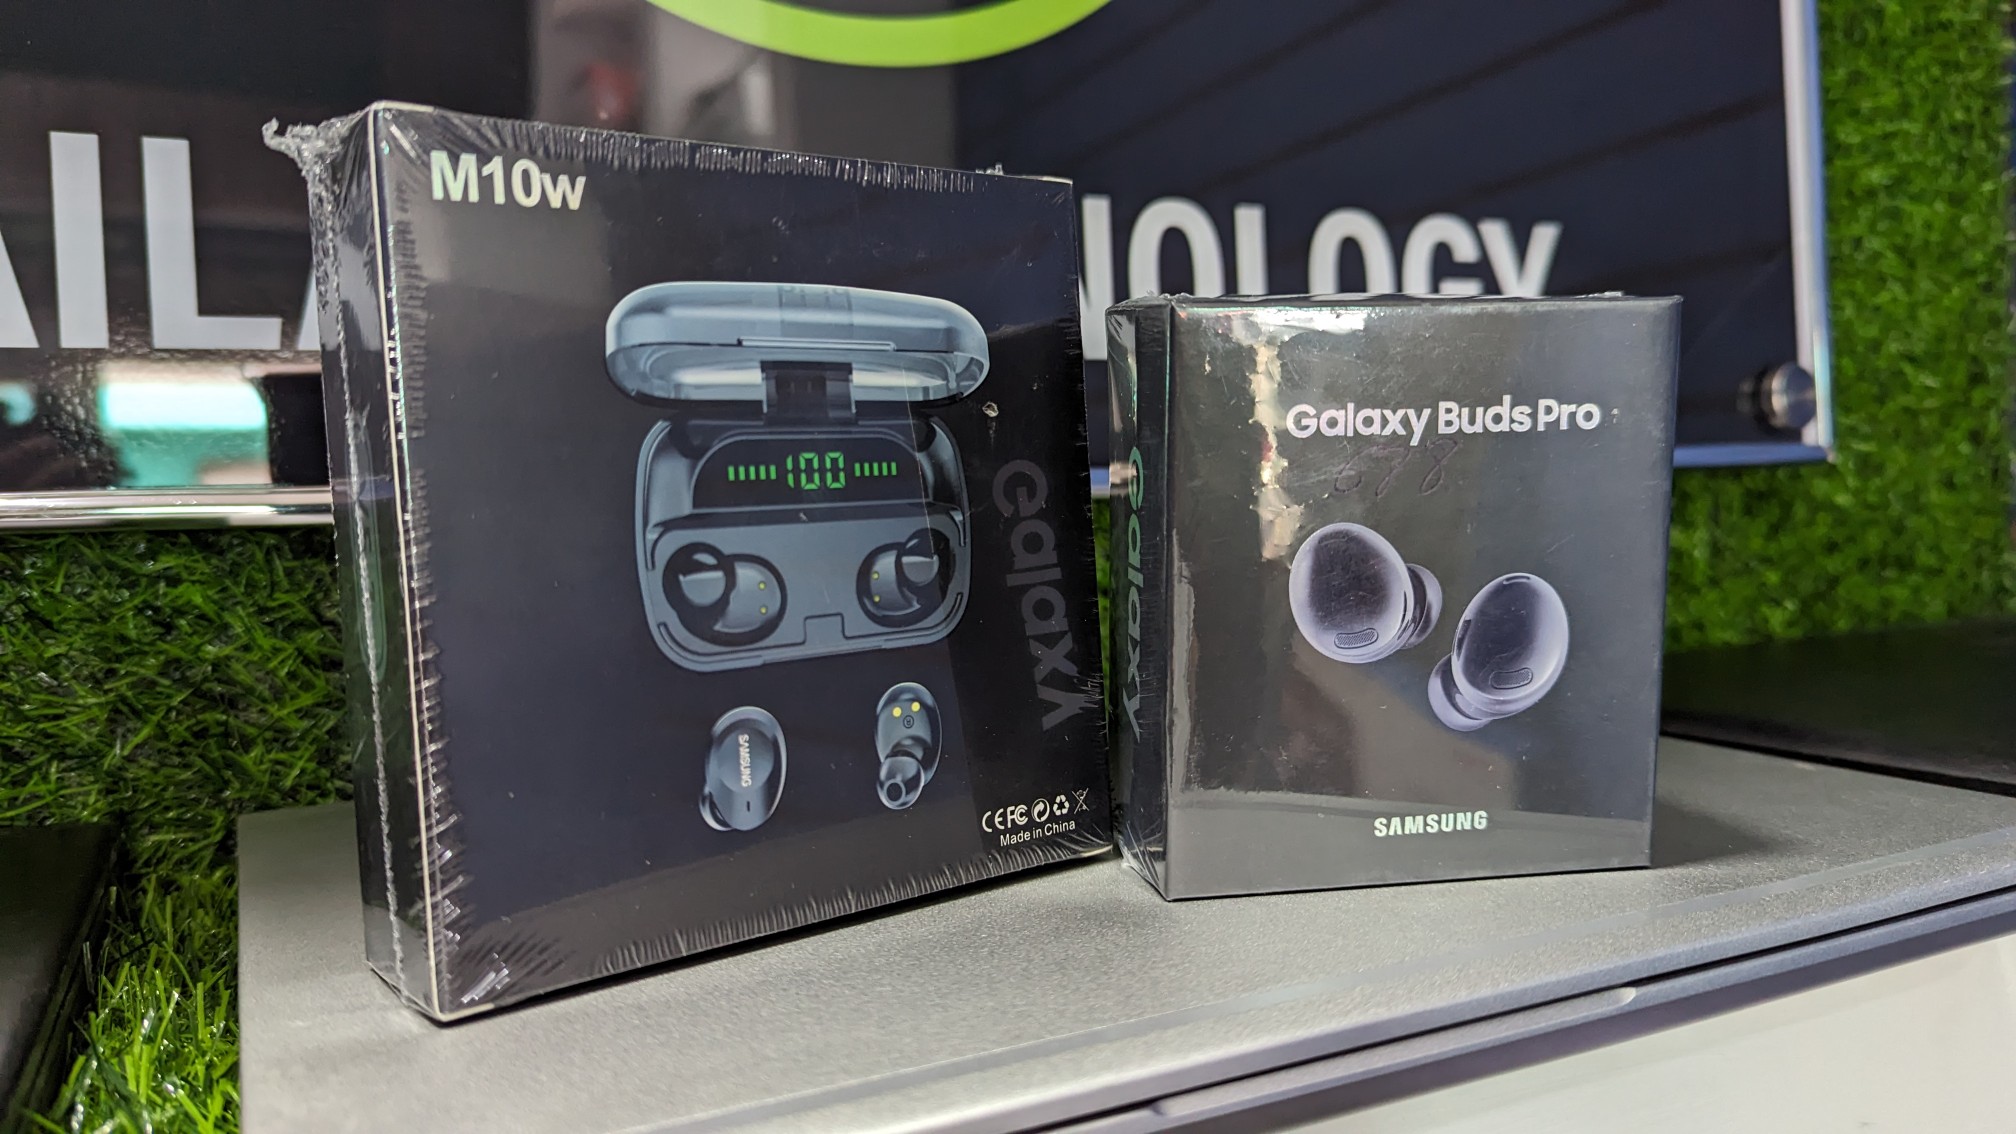 M10w
100
Galaxy
SAMSUNG
CE FC
Made in China
Galaxy
Galaxy Buds Pro
SAMSUNG
AILA
NOLOGY